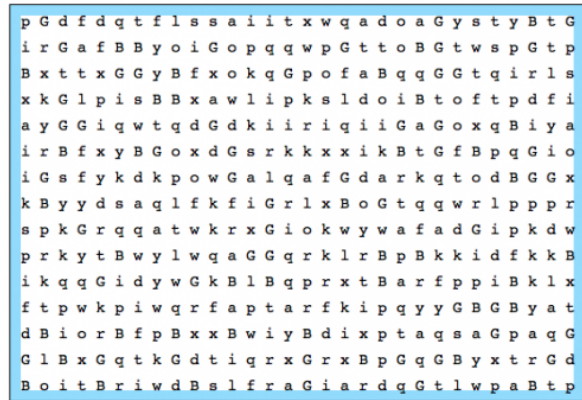 p G d f d q t f l s s a i i t x w q a d o a G y s t y B t G
i r G a f B B y o i G o p q q w p G t t o B G t w s p G t p
B x t t x G G y B f x o k q G p o f a B q q G G t q i r l s
x k G l p i s B B x a w l i p k s l d o i B t o f t p d f i
a y G G i q w t q d G d k i i r i q i i G a G o x q B i y a
i r B f x y B G o x d G s r k k x x i k B t G f B p q G i o
i G s f y k d k p o w G a l q a f G d a r k q t o d B G G x
k B y y d s a q l f k f i G r l x B o G t q q w r l p p p r
s p k G r q q a t w k r x G i o k w y w a f a d G i p k d w
p r k y t B w y l w q a G G q r k l r B p B k k i d f k k B
i k q q G i d y w G k B l B q p r x t B a r f p p i B k l x
f t p w k p i w q r f a p t a r f k i p q y y G B G B y a t
d B i o r B f p B x x B w i y B d i x p t a q s a G p a q G
G l B x G q t k G d t i q r x G r x B p G q G B y x t r G d
B o i t B r i w d B s l f r a G i a r d q G t l w p a B t p